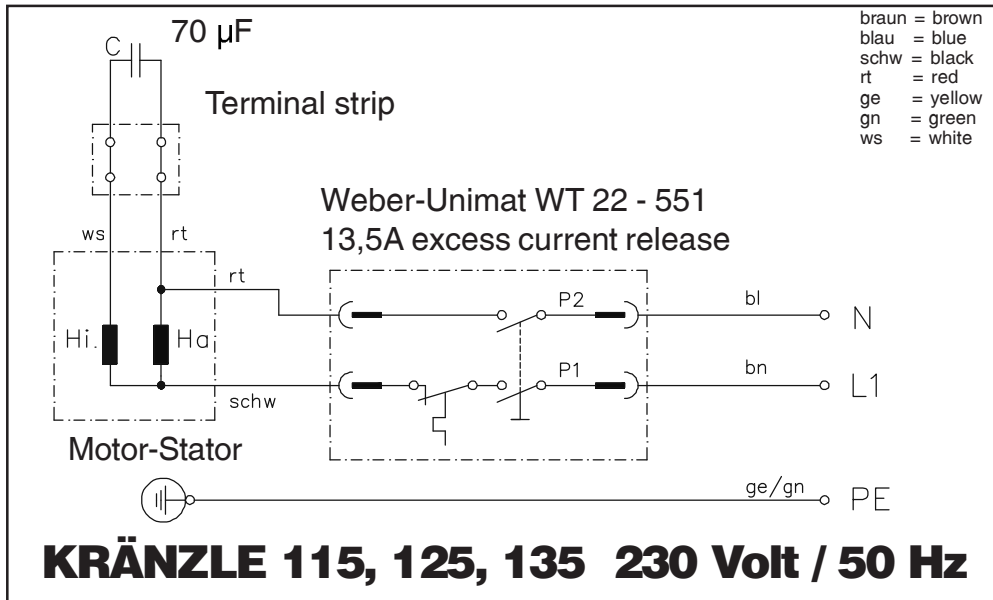 C
70 µF
Terminal strip
braun = brown
blau = blue
schw = black
rt = red
ge = yellow
gn = green
ws = white
Weber-Unimat WT 22 - 551
13,5A excess current release
ws
rt
rt
P2
bl
N
Hi.
Ha
P1
bn
L1
schw
Motor-Stator
ge/gn
PE
KRÄNZLE 115, 125, 135 230 Volt / 50 Hz